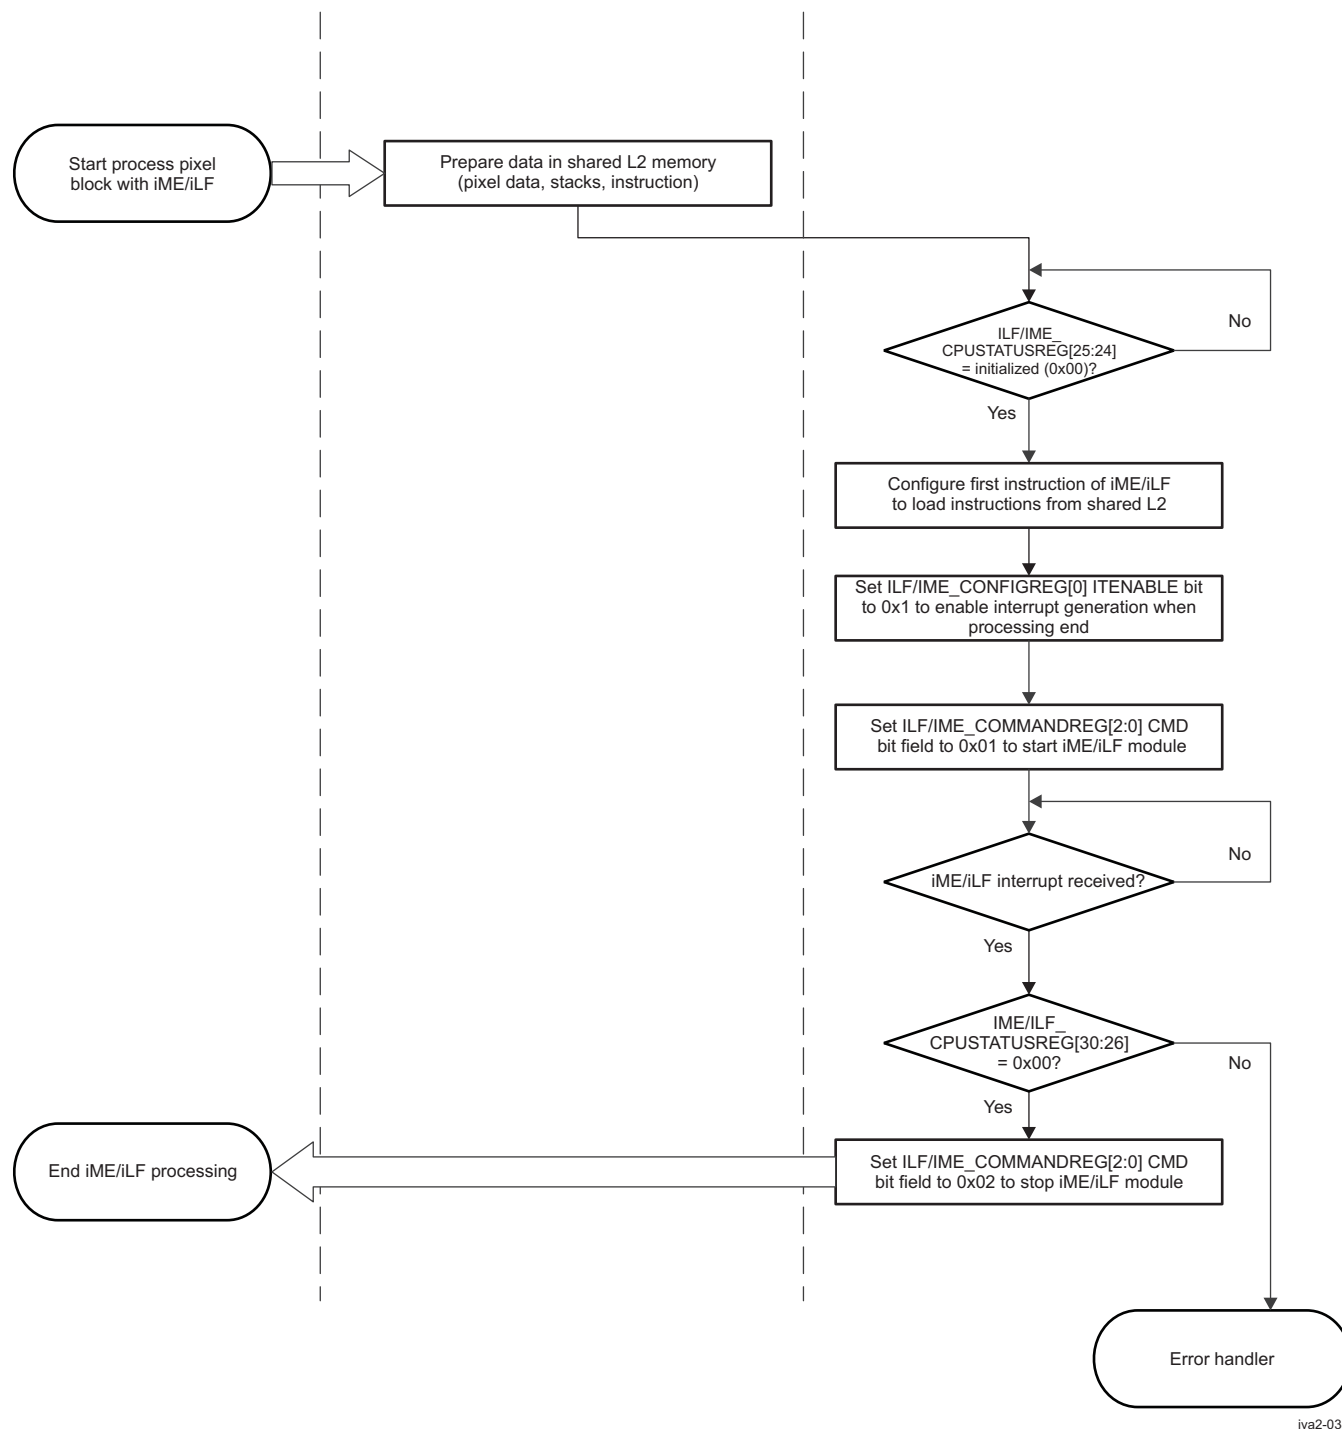 Start process pixel
block with iME/iLF
Prepare data in shared L2 memory
(pixel data, stacks, instruction)
ILF/IME_
CPUSTATUSREG[25:24]
= initialized (0x00)?
No
Yes
Configure first instruction of iME/iLF
to load instructions from shared L2
Set ILF/IME_CONFIGREG[0] ITENABLE bit
to 0x1 to enable interrupt generation when
processing end
Set ILF/IME_COMMANDREG[2:0] CMD
bit field to 0x01 to start iME/iLF module
iME/iLF interrupt received?
No
Yes
IME/ILF_
CPUSTATUSREG[30:26]
= 0x00?
No
Yes
Set ILF/IME_COMMANDREG[2:0] CMD
bit field to 0x02 to stop iME/iLF module
End iME/iLF processing
Error handler
iva2-03